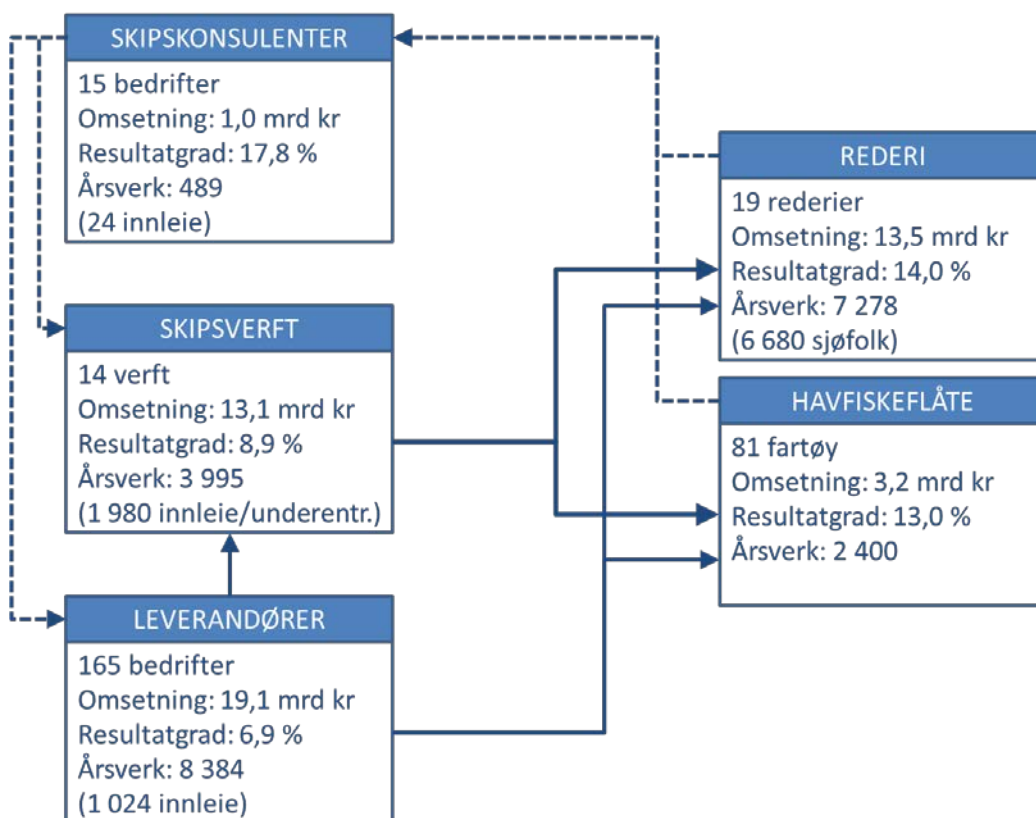 SKIPSKONSULENTER
15 bedrifter
Omsetning: 1,0 mrd kr
Resultatgrad: 17,8 %
Årsverk: 489
(24 innleie)
SKIPSVERFT
14 verft
Omsetning: 13,1 mrd kr
Resultatgrad: 8,9 %
Årsverk: 3 995
(1 980 innleie/underentr.)
LEVERANDØRER
165 bedrifter
Omsetning: 19,1 mrd kr
Resultatgrad: 6,9 %
Årsverk: 8 384
(1 024 innleie)
REDERI
19 rederier
Omsetning: 13,5 mrd kr
Resultatgrad: 14,0 %
Årsverk: 7 278
(6 680 sjøfolk)
HAVFISKEFLÅTE
81 fartøy
Omsetning: 3,2 mrd kr
Resultatgrad: 13,0 %
Årsverk: 2 400